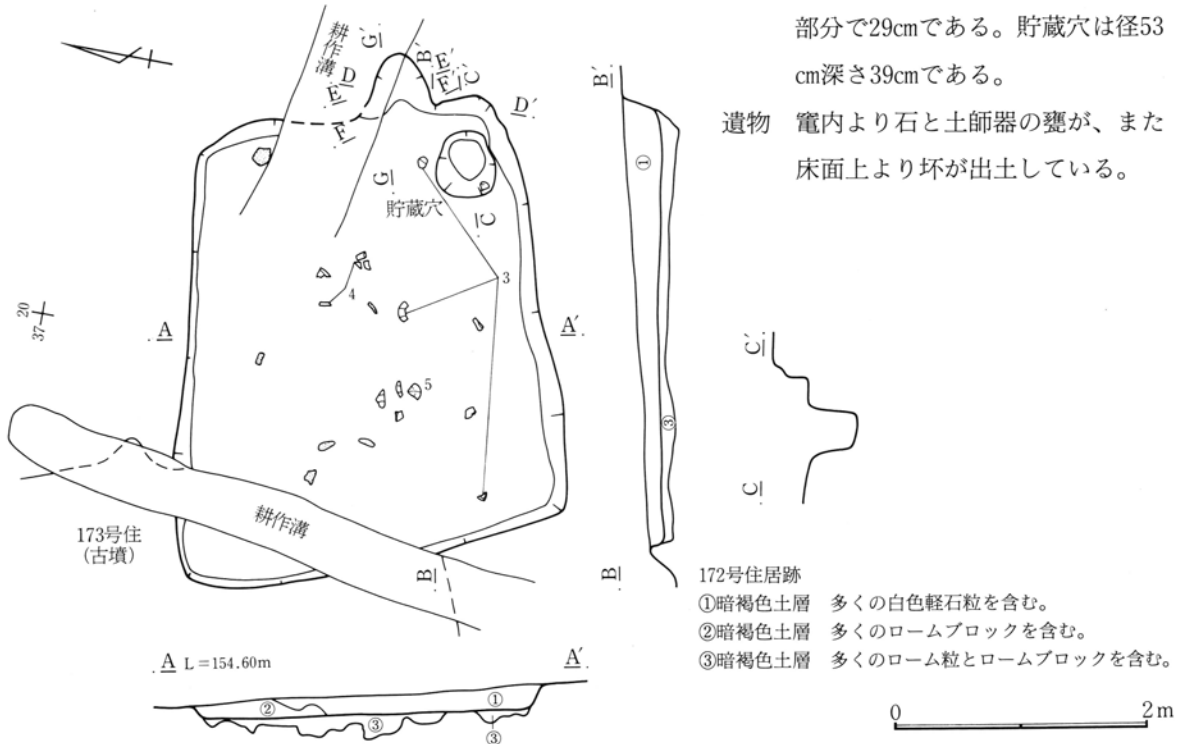 部分で29cmである。貯蔵穴は径53
cm深さ39cmである。
遺物　竃内より石と土師器の甕が、また
床面上より坏が出土している。
耕作溝
G′
B′
E′
F′
C′
D
E
D′
F
G
貯蔵穴
C
3
4
5
20
37
A
A′
耕作溝
173号住
(古墳)
B
B′
①
③
B
C′
C
172号住居跡
①暗褐色土層　多くの白色軽石粒を含む。
②暗褐色土層　多くのロームブロックを含む。
③暗褐色土層　多くのローム粒とロームブロックを含む。
A L=154.60m
A′
①
②
③
③
0
2m